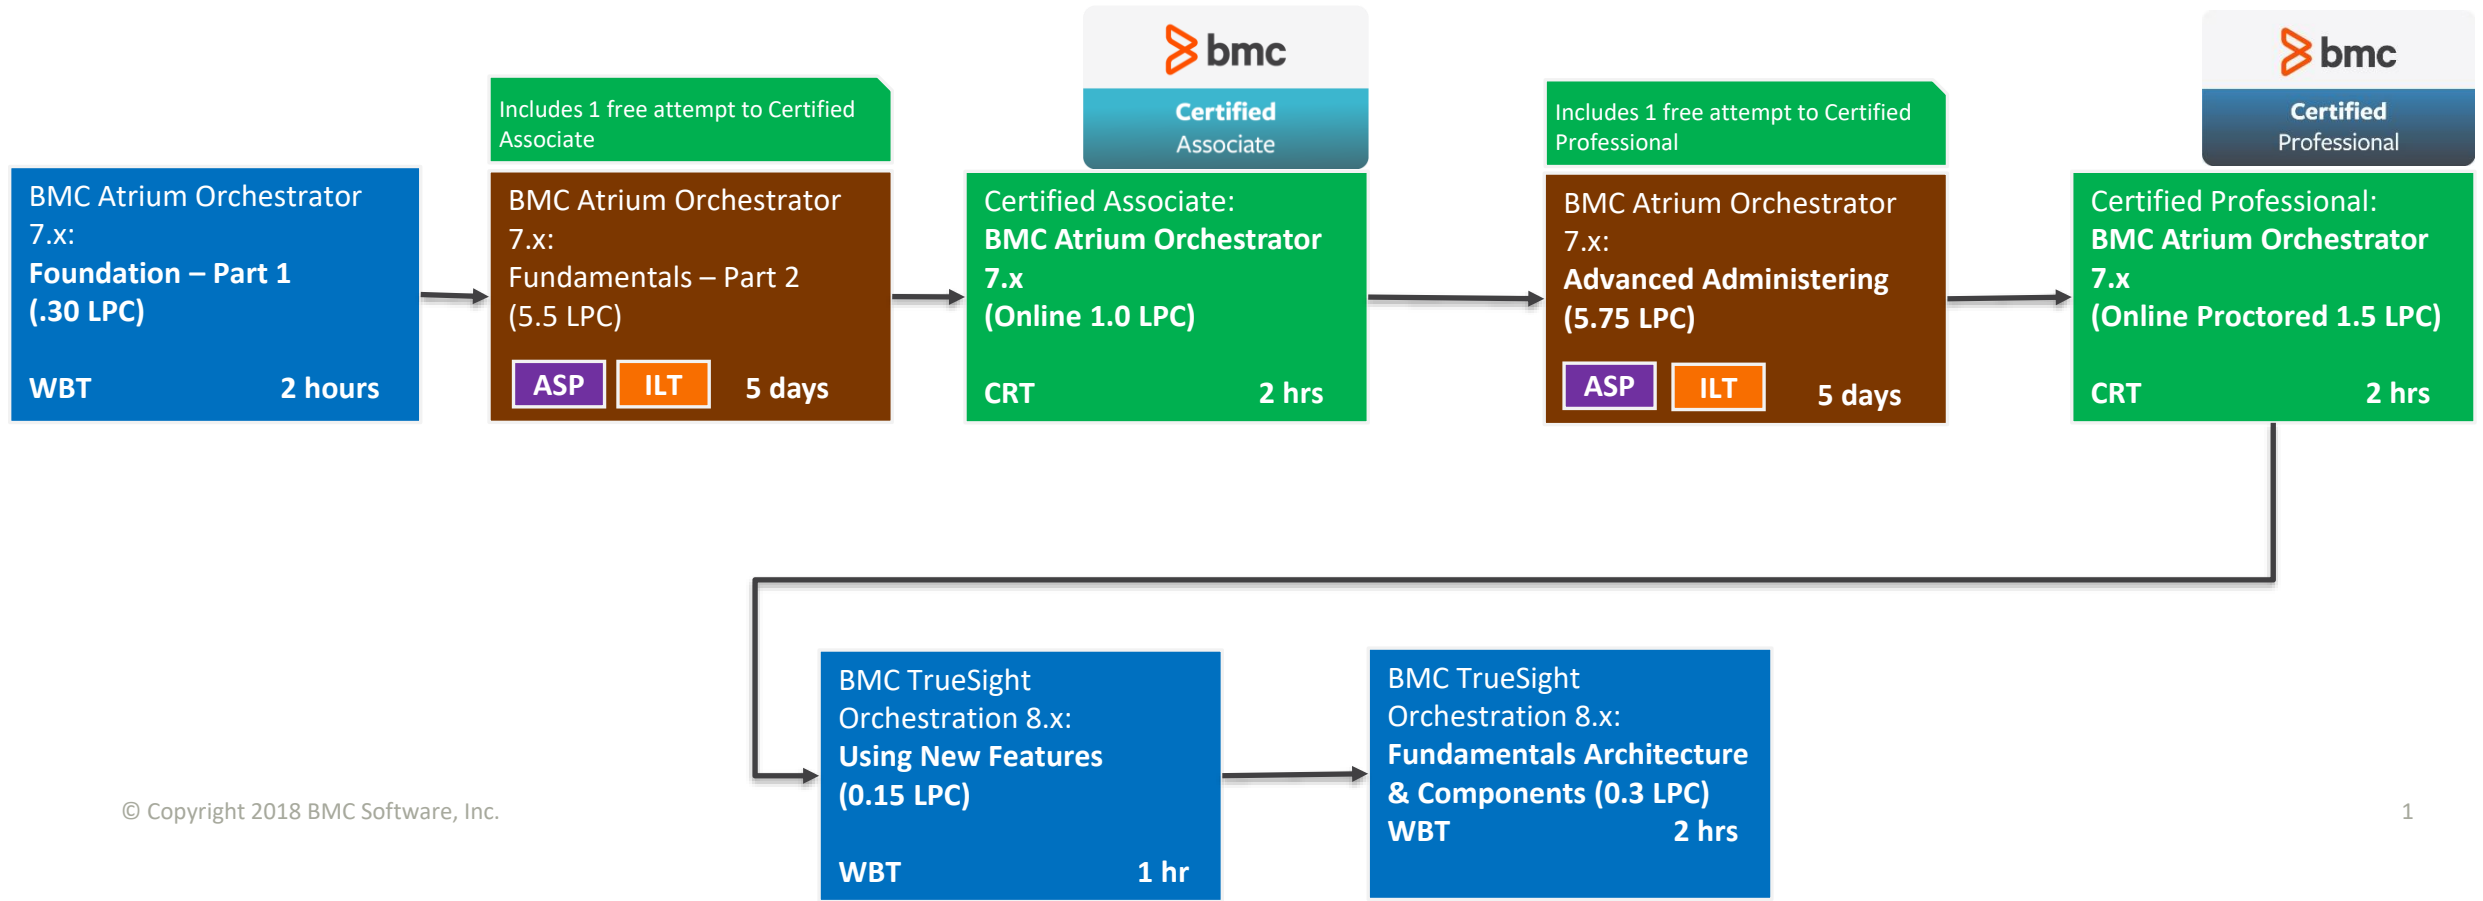 BMC Atrium Orchestrator
7.x:
Foundation – Part 1
(.30 LPC)
WBT 2 hours
Includes 1 free attempt to Certified
Associate
BMC Atrium Orchestrator
7.x:
Fundamentals – Part 2
(5.5 LPC)
ASP ILT 5 days
bmc
Certified
Associate
Certified Associate:
BMC Atrium Orchestrator
7.x
(Online 1.0 LPC)
CRT 2 hrs
Includes 1 free attempt to Certified
Professional
BMC Atrium Orchestrator
7.x:
Advanced Administering
(5.75 LPC)
ASP ILT 5 days
bmc
Certified
Professional
Certified Professional:
BMC Atrium Orchestrator
7.x
(Online Proctored 1.5 LPC)
CRT 2 hrs
BMC TrueSight
Orchestration 8.x:
Using New Features
(0.15 LPC)
WBT 1 hr
BMC TrueSight
Orchestration 8.x:
Fundamentals Architecture
& Components (0.3 LPC)
WBT 2 hrs
© Copyright 2018 BMC Software, Inc.
1